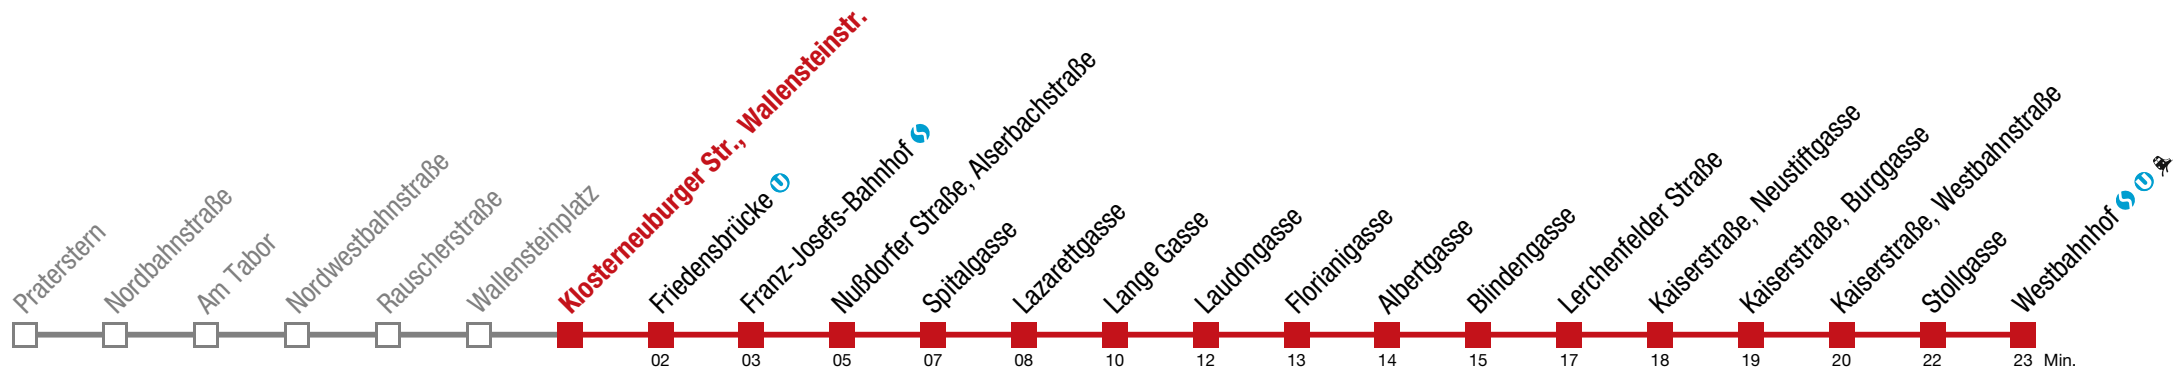 Praterstern
Nordbahnstraße
Am Tabor
Nordwestbahnstraße
Rauscherstraße
Wallensteinplatz
Klosterneuburger Str., Wallensteinstr.
Friedensbrücke U
Franz-Josefs-Bahnhof S
Nußdorfer Straße, Alserbachstraße
Spitalgasse
Lazarettgasse
Lange Gasse
Laudongasse
Florianigasse
Albertgasse
Blindengasse
Lerchenfelder Straße
Kaiserstraße, Neustiftgasse
Kaiserstraße, Burggasse
Kaiserstraße, Westbahnstraße
Stollgasse
Westbahnhof S U
02 03 05 07 08 10 12 13 14 15 17 18 19 20 22 23 Min.